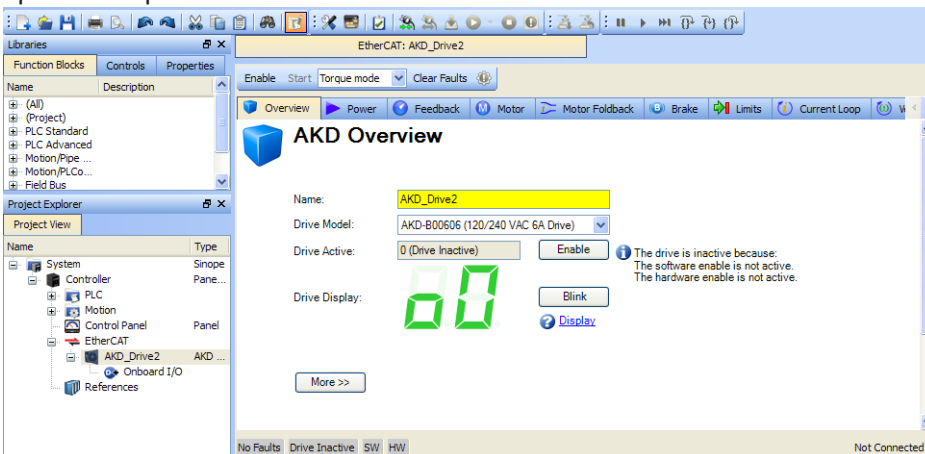 Libraries
Function Blocks Controls Properties
Name Description
(All)
(Project)
PLC Standard
PLC Advanced
Motion/Pipe ...
Motion/PLCo...
Field Bus
Project Explorer
Project View
Name Type
System Sinope
Controller Pane...
PLC
Motion
Control Panel Panel
EtherCAT
AKD_Drive2 AKD ...
Onboard I/O
References
EtherCAT: AKD_Drive2
Enable Start Torque mode Clear Faults
Overview Power Feedback Motor Motor Foldback Brake Limits Current Loop
AKD Overview
Name: AKD_Drive2
Drive Model: AKD-B00606 (120/240 VAC 6A Drive)
Drive Active: 0 (Drive Inactive) Enable
The drive is inactive because:
The software enable is not active.
The hardware enable is not active.
Drive Display: o0 Blink
Display
More >>
No Faults Drive Inactive SW HW Not Connected